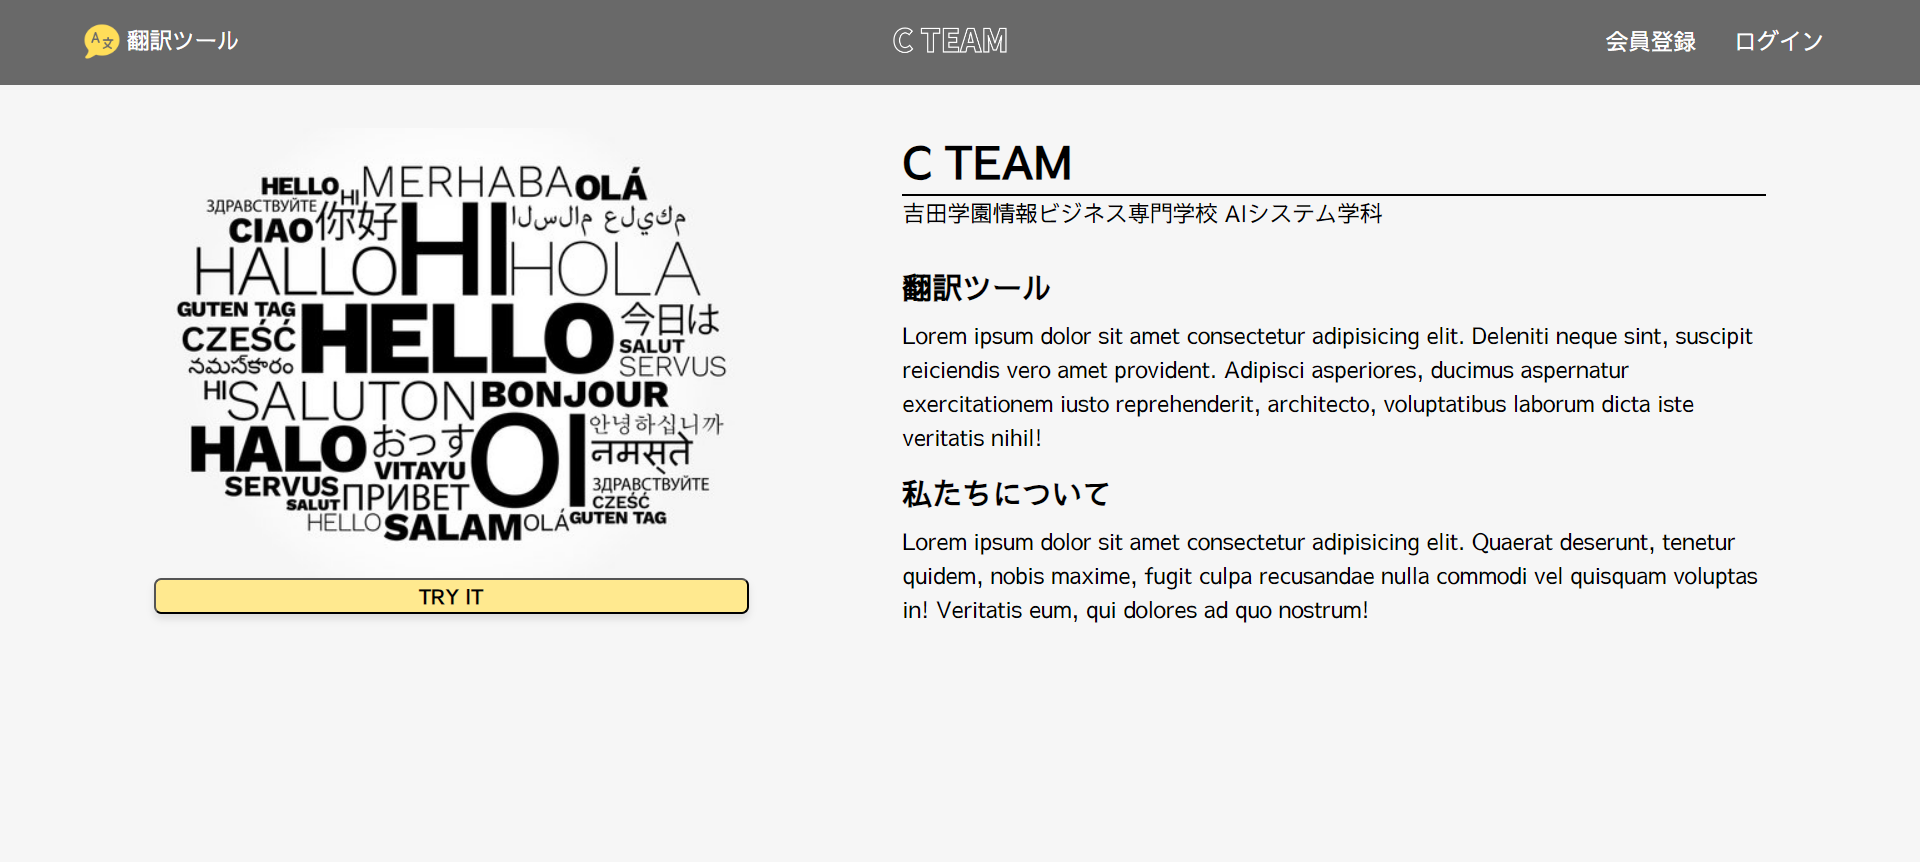 A文 翻訳ツール
C TEAM
会員登録 ログイン
HELLO HI MERHABA OLÁ
ЗДРАВСТВУЙТЕ 你好 HI السلام عليكم
CIAO
HALLO HOLA
GUTEN TAG HELLO 今日は
CZEŚĆ SALUT
నమస్కారం SERVUS
HI SALUTON BONJOUR
HALO おっす OI 안녕하십니까
VITAYU नमस्ते
SERVUS ПРИВЕТ ЗДРАВСТВУЙТЕ
SALUT CZEŚĆ
HELLO SALAM OLÁ GUTEN TAG
TRY IT
C TEAM
吉田学園情報ビジネス専門学校 AIシステム学科
翻訳ツール
Lorem ipsum dolor sit amet consectetur adipisicing elit. Deleniti neque sint, suscipit
reiciendis vero amet provident. Adipisci asperiores, ducimus aspernatur
exercitationem iusto reprehenderit, architecto, voluptatibus laborum dicta iste
veritatis nihil!
私たちについて
Lorem ipsum dolor sit amet consectetur adipisicing elit. Quaerat deserunt, tenetur
quidem, nobis maxime, fugit culpa recusandae nulla commodi vel quisquam voluptas
in! Veritatis eum, qui dolores ad quo nostrum!